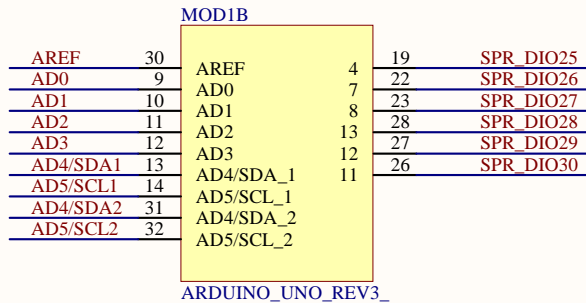 MOD1B
AREF 30 AREF 4 19 SPR_DIO25
AD0 9 AD0 7 22 SPR_DIO26
AD1 10 AD1 8 23 SPR_DIO27
AD2 11 AD2 13 28 SPR_DIO28
AD3 12 AD3 12 27 SPR_DIO29
AD4/SDA1 13 AD4/SDA_1 11 26 SPR_DIO30
AD5/SCL1 14 AD5/SCL_1
AD4/SDA2 31 AD4/SDA_2
AD5/SCL2 32 AD5/SCL_2
ARDUINO_UNO_REV3_